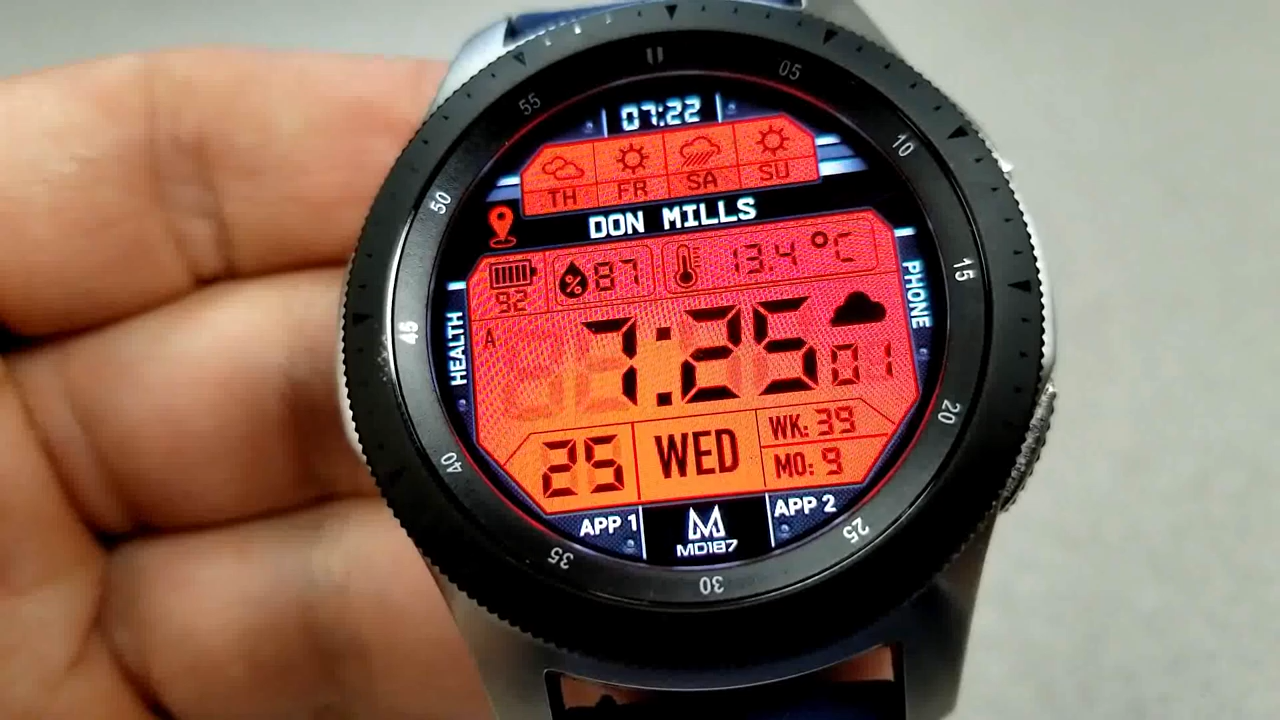 07:22
TH FR SA SU
DON MILLS
92 % 87 13.4 °C
A 7:25 01
HEALTH
PHONE
25 WED WK: 39
MO: 9
APP 1 APP 2
MD187
05
10
15
20
25
30
35
40
45
50
55